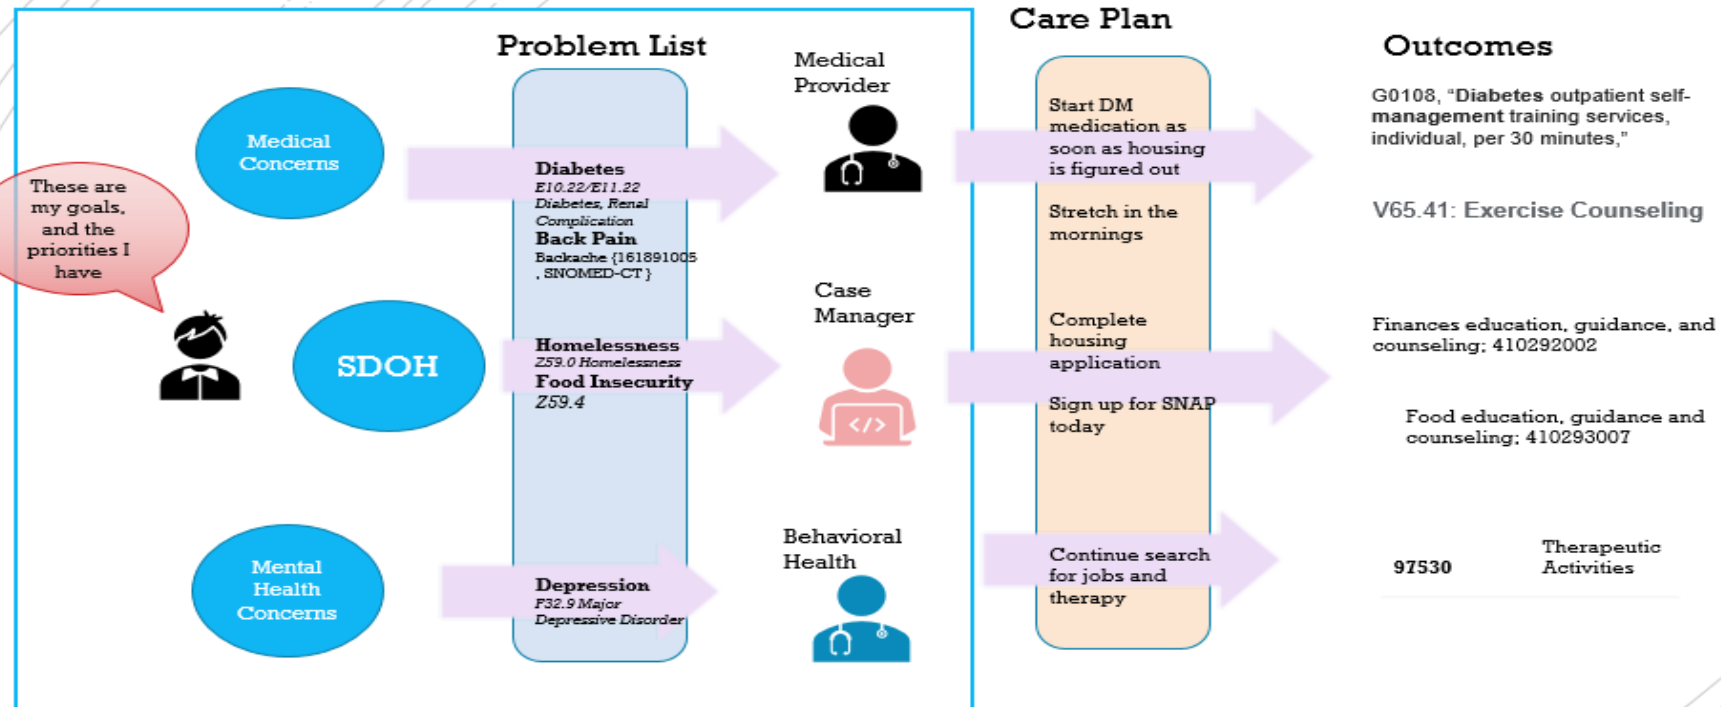 Care Plan
Problem List
Outcomes
These are
my goals,
and the
priorities I
have
Medical
Concerns
Diabetes
E10.22/E11.22
Diabetes, Renal
Complication
Back Pain
Backache {161891005
, SNOMED-CT}
Medical
Provider
Start DM
medication as
soon as housing
is figured out
Stretch in the
mornings
G0108, “Diabetes outpatient self-
management training services,
individual, per 30 minutes,”
V65.41: Exercise Counseling
SDOH
Homelessness
Z59.0 Homelessness
Food Insecurity
Z59.4
Case
Manager
</>
Complete
housing
application
Sign up for SNAP
today
Finances education, guidance, and
counseling; 410292002
Food education, guidance and
counseling; 410293007
Mental
Health
Concerns
Depression
F32.9 Major
Depressive Disorder
Behavioral
Health
Continue search
for jobs and
therapy
97530
Therapeutic
Activities